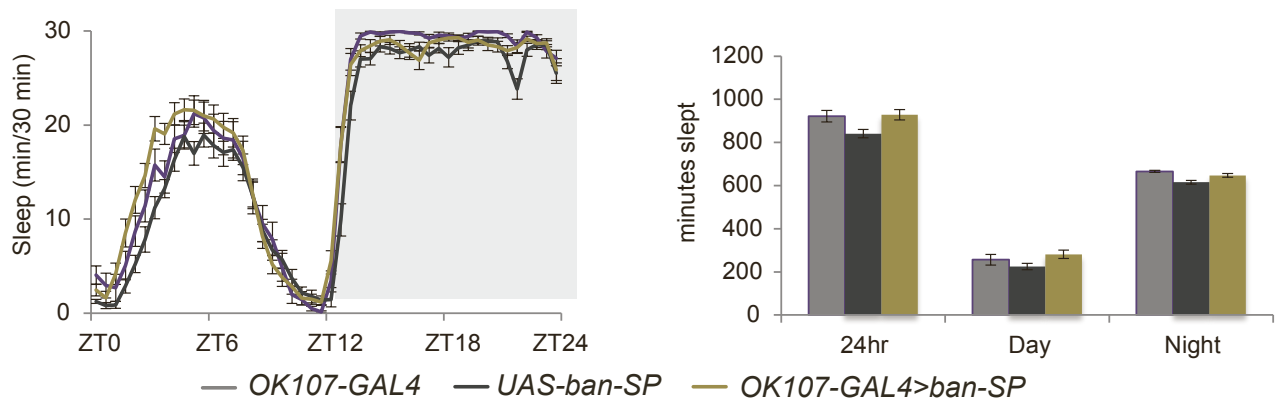 Sleep (min/30 min)
30
20
10
0
ZT0 ZT6 ZT12 ZT18 ZT24
minutes slept
1200
1000
800
600
400
200
0
24hr Day Night
OK107-GAL4 UAS-ban-SP OK107-GAL4>ban-SP